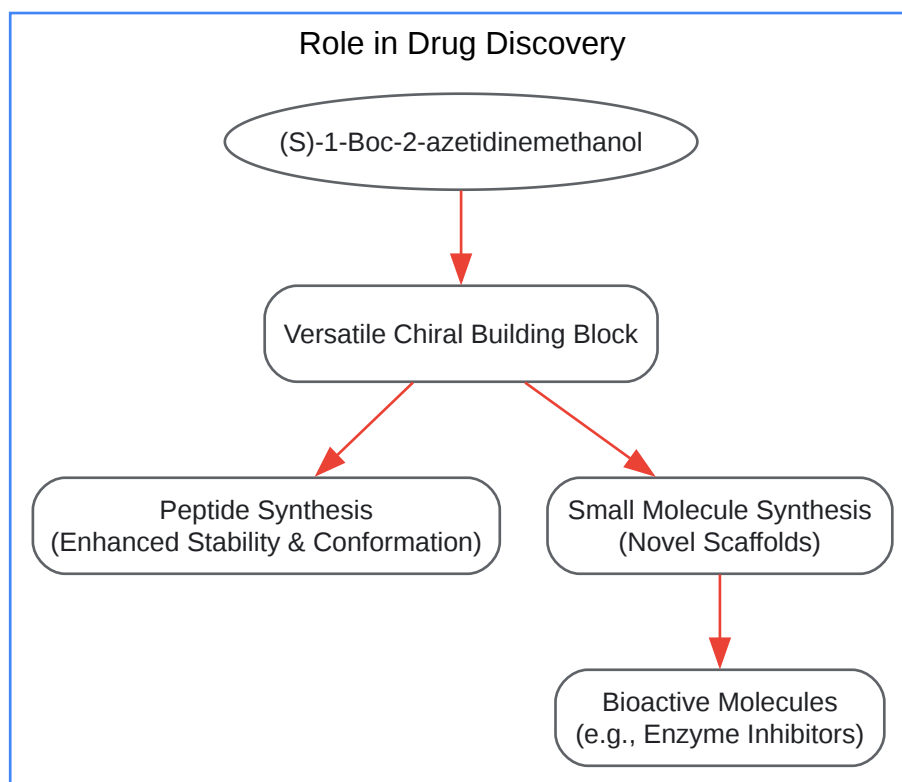 Role in Drug Discovery
(S)-1-Boc-2-azetidinemethanol
Versatile Chiral Building Block
Peptide Synthesis
(Enhanced Stability & Conformation)
Small Molecule Synthesis
(Novel Scaffolds)
Bioactive Molecules
(e.g., Enzyme Inhibitors)